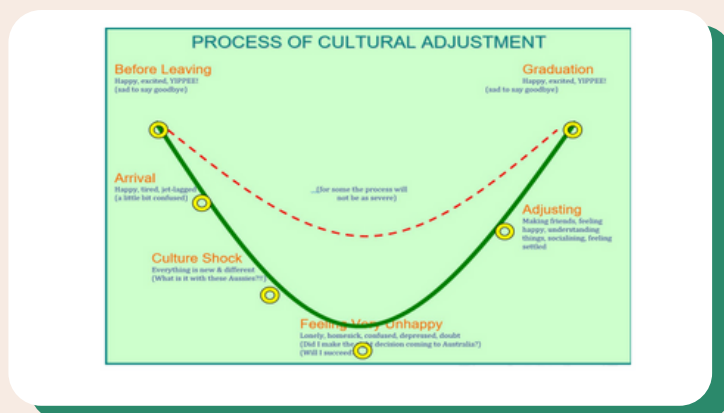 PROCESS OF CULTURAL ADJUSTMENT
Before Leaving
Happy, excited, YIPPEE!
(sad to say goodbye)
Graduation
Happy, excited, YIPPEE!
(sad to say goodbye)
Arrival
Happy, tired, jet-lagged
(a little bit confused)
...(for some the process will
not be as severe)
Adjusting
Making friends, feeling
happy, understanding
things, socialising, feeling
settled
Culture Shock
Everything is new & different
(What is it with these Aussies??)
Feeling Very Unhappy
Lonely, homesick, confused, depressed, doubt
(Did I make the decision coming to Australia?)
(Will I succeed